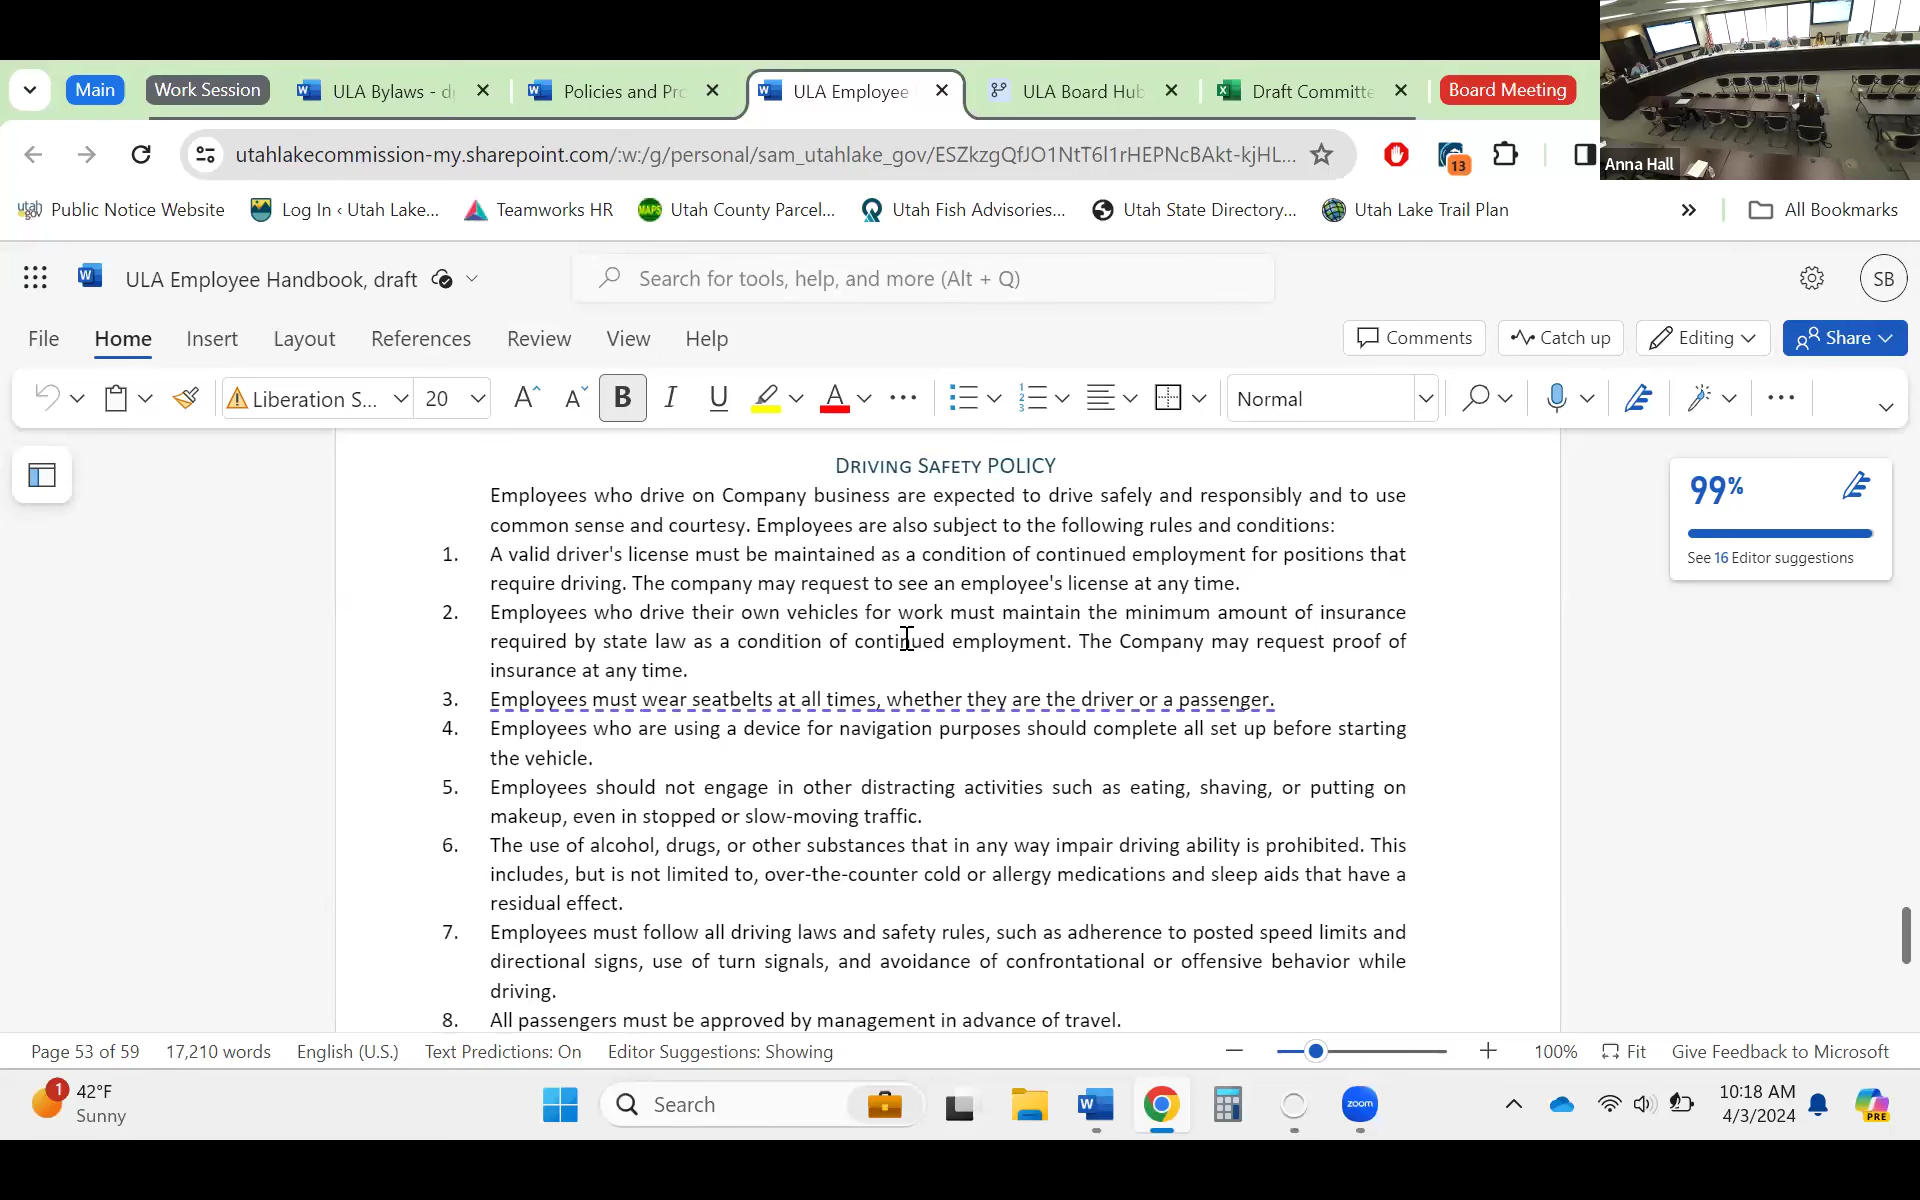 Main
Work Session
ULA Bylaws - d
Policies and Pro
ULA Employee
ULA Board Hub
Draft Committe
Board Meeting
utahlakecommission-my.sharepoint.com/:w:/g/personal/sam_utahlake_gov/ESZkzgQfJO1NtT6l1rHEPNcBAkt-kjHL...
13
Anna Hall
Public Notice Website
Log In ‹ Utah Lake...
Teamworks HR
MAPS
Utah County Parcel...
Utah Fish Advisories...
Utah State Directory...
Utah Lake Trail Plan
»
All Bookmarks
ULA Employee Handbook, draft
Search for tools, help, and more (Alt + Q)
SB
File Home Insert Layout References Review View Help
Comments
Catch up
Editing
Share
Liberation S...
20
B I U
Normal
DRIVING SAFETY POLICY
Employees who drive on Company business are expected to drive safely and responsibly and to use
common sense and courtesy. Employees are also subject to the following rules and conditions:
1. A valid driver's license must be maintained as a condition of continued employment for positions that
require driving. The company may request to see an employee's license at any time.
2. Employees who drive their own vehicles for work must maintain the minimum amount of insurance
required by state law as a condition of continued employment. The Company may request proof of
insurance at any time.
3. Employees must wear seatbelts at all times, whether they are the driver or a passenger.
4. Employees who are using a device for navigation purposes should complete all set up before starting
the vehicle.
5. Employees should not engage in other distracting activities such as eating, shaving, or putting on
makeup, even in stopped or slow-moving traffic.
6. The use of alcohol, drugs, or other substances that in any way impair driving ability is prohibited. This
includes, but is not limited to, over-the-counter cold or allergy medications and sleep aids that have a
residual effect.
7. Employees must follow all driving laws and safety rules, such as adherence to posted speed limits and
directional signs, use of turn signals, and avoidance of confrontational or offensive behavior while
driving.
8. All passengers must be approved by management in advance of travel.
99%
See 16 Editor suggestions
Page 53 of 59
17,210 words
English (U.S.)
Text Predictions: On
Editor Suggestions: Showing
100%
Fit
Give Feedback to Microsoft
1
42°F
Sunny
Search
zoom
10:18 AM
4/3/2024
PRE